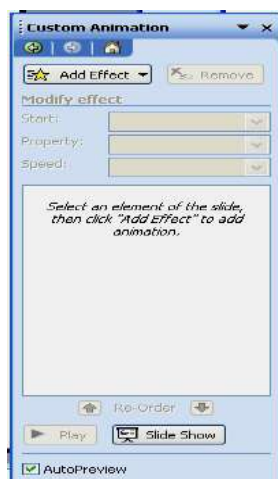 Custom Animation
Add Effect Remove
Modify effect
Start:
Property:
Speed:
Select an element of the slide,
then click "Add Effect" to add
animation.
Re-Order
Play Slide Show
AutoPreview